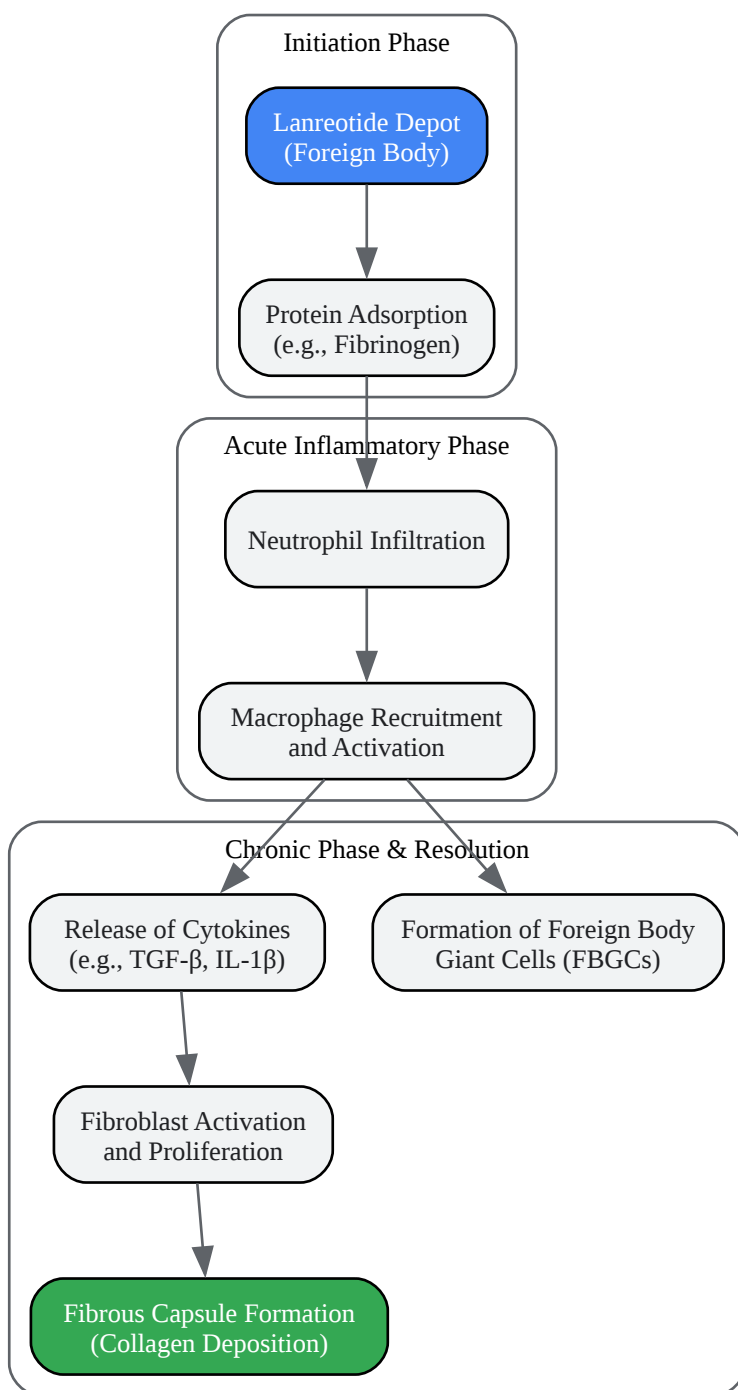 Initiation Phase
Lanreotide Depot
(Foreign Body)
Protein Adsorption
(e.g., Fibrinogen)
Acute Inflammatory Phase
Neutrophil Infiltration
Macrophage Recruitment
and Activation
Chronic Phase & Resolution
Release of Cytokines
(e.g., TGF-β, IL-1β)
Formation of Foreign Body
Giant Cells (FBGCs)
Fibroblast Activation
and Proliferation
Fibrous Capsule Formation
(Collagen Deposition)